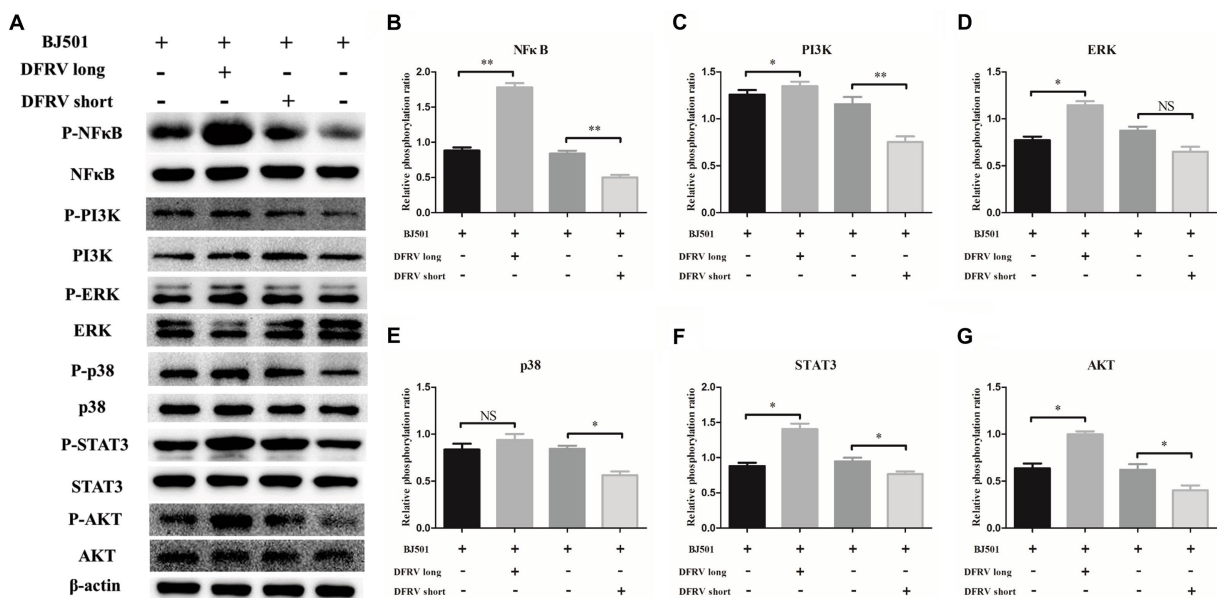 A
BJ501 + + + +
DFRV long - + - -
DFRV short - - + -
P-NFκB
NFκB
P-PI3K
PI3K
P-ERK
ERK
P-p38
p38
P-STAT3
STAT3
P-AKT
AKT
β-actin
B
NFκ B
Relative phosphorylation ratio
2.0
1.5
1.0
0.5
0.0
**
**
BJ501 + + + +
DFRV long - + - -
DFRV short - - - +
C
PI3K
Relative phosphorylation ratio
1.5
1.0
0.5
0.0
*
**
BJ501 + + + +
DFRV long - + - -
DFRV short - - - +
D
ERK
Relative phosphorylation ratio
1.5
1.0
0.5
0.0
*
NS
BJ501 + + + +
DFRV long - + - -
DFRV short - - - +
E
p38
Relative phosphorylation ratio
1.5
1.0
0.5
0.0
NS
*
BJ501 + + + +
DFRV long - + - -
DFRV short - - - +
F
STAT3
Relative phosphorylation ratio
2.0
1.5
1.0
0.5
0.0
*
*
BJ501 + + + +
DFRV long - + - -
DFRV short - - - +
G
AKT
Relative phosphorylation ratio
1.5
1.0
0.5
0.0
*
*
BJ501 + + + +
DFRV long - + - -
DFRV short - - - +